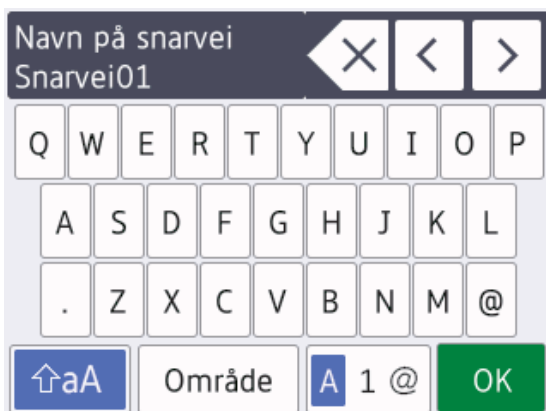 Navn på snarvei
Snarvei01
Q W E R T Y U I O P
A S D F G H J K L
. Z X C V B N M @
aA Område A 1 @ OK